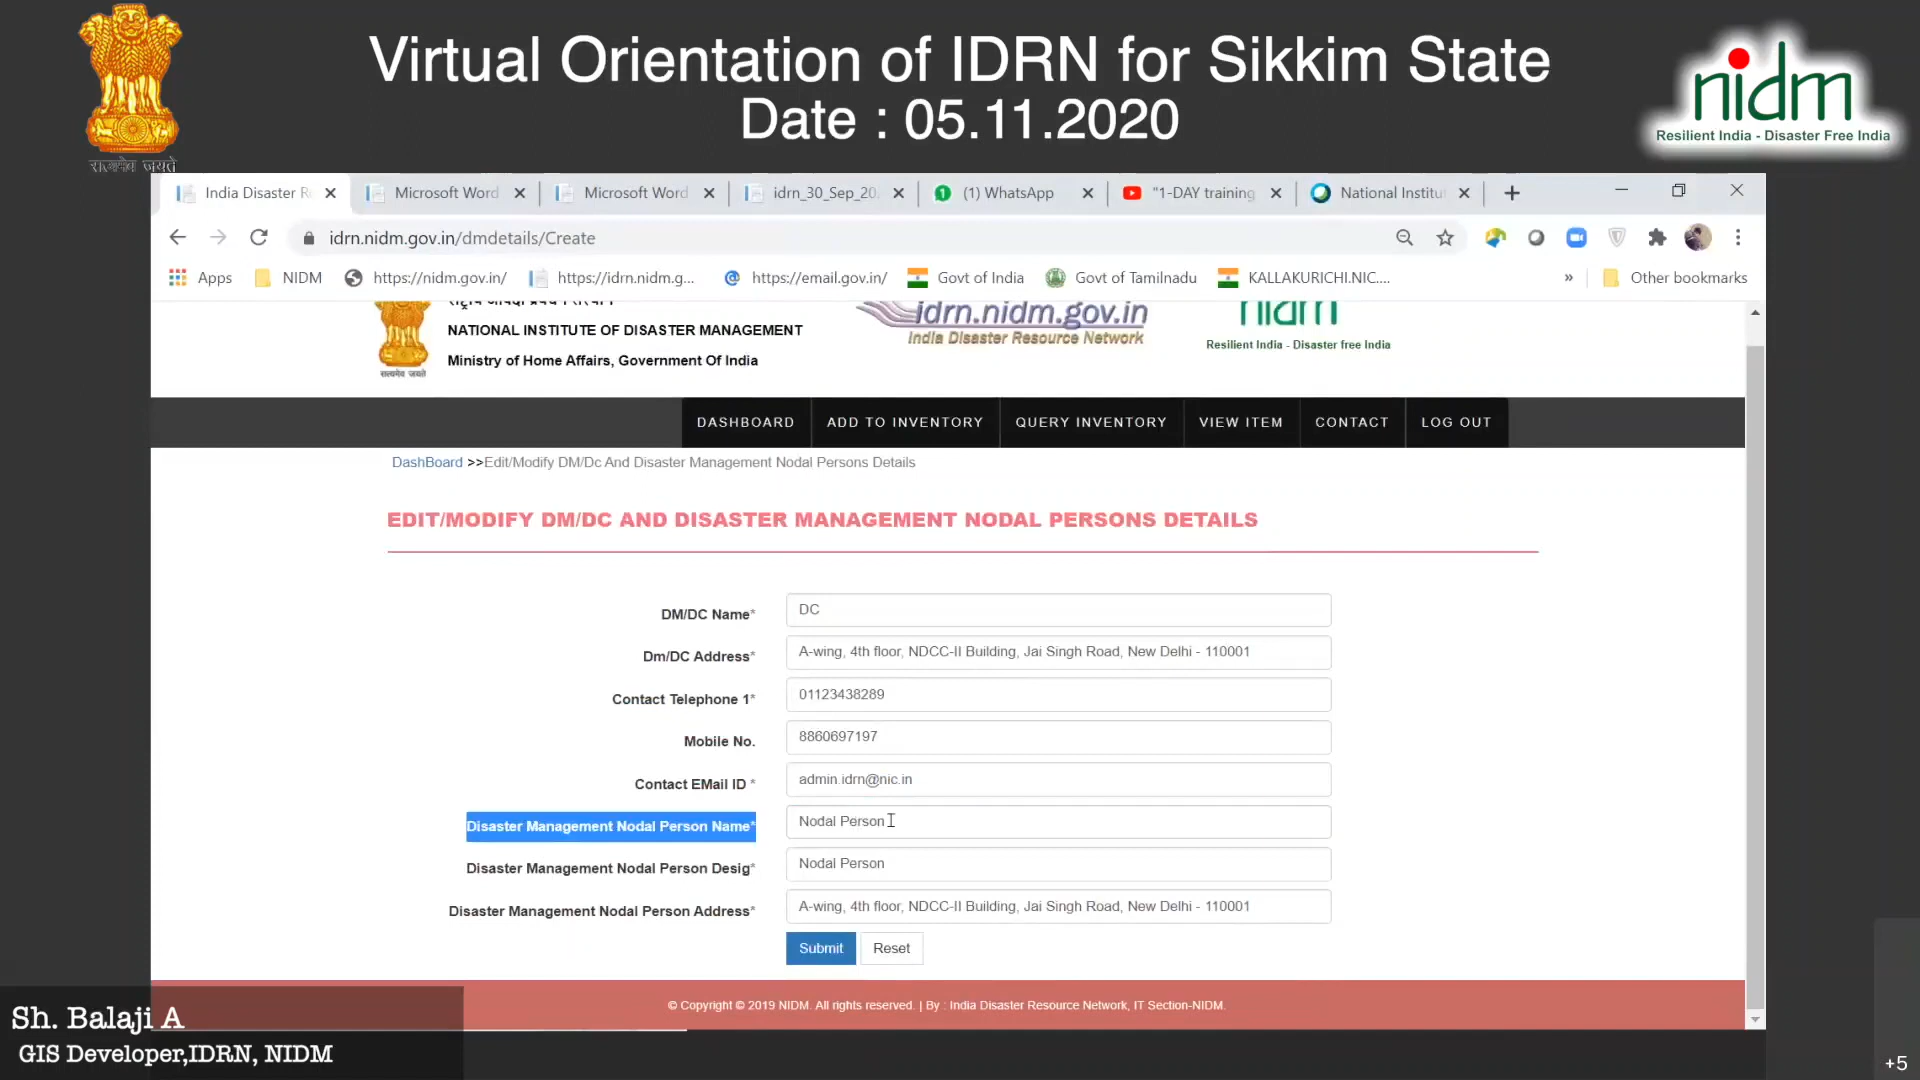 Virtual Orientation of IDRN for Sikkim State
Date : 05.11.2020
सत्यमेव जयते
nidm
Resilient India - Disaster Free India
India Disaster R
Microsoft Word
Microsoft Word
idrn_30_Sep_20
(1) WhatsApp
"1-DAY training
National Institu
idrn.nidm.gov.in/dmdetails/Create
Apps
NIDM
https://nidm.gov.in/
https://idrn.nidm.g...
https://email.gov.in/
Govt of India
Govt of Tamilnadu
KALLAKURICHI.NIC....
»
Other bookmarks
NATIONAL INSTITUTE OF DISASTER MANAGEMENT
Ministry of Home Affairs, Government Of India
सत्यमेव जयते
idrn.nidm.gov.in
India Disaster Resource Network
nidm
Resilient India - Disaster free India
DASHBOARD
ADD TO INVENTORY
QUERY INVENTORY
VIEW ITEM
CONTACT
LOG OUT
DashBoard >>Edit/Modify DM/Dc And Disaster Management Nodal Persons Details
EDIT/MODIFY DM/DC AND DISASTER MANAGEMENT NODAL PERSONS DETAILS
DM/DC Name* DC
Dm/DC Address* A-wing, 4th floor, NDCC-II Building, Jai Singh Road, New Delhi - 110001
Contact Telephone 1* 01123438289
Mobile No. 8860697197
Contact EMail ID * admin.idrn@nic.in
Disaster Management Nodal Person Name* Nodal Person
Disaster Management Nodal Person Desig* Nodal Person
Disaster Management Nodal Person Address* A-wing, 4th floor, NDCC-II Building, Jai Singh Road, New Delhi - 110001
Submit
Reset
© Copyright © 2019 NIDM. All rights reserved. | By : India Disaster Resource Network, IT Section-NIDM.
Sh. Balaji A
GIS Developer,IDRN, NIDM
+5